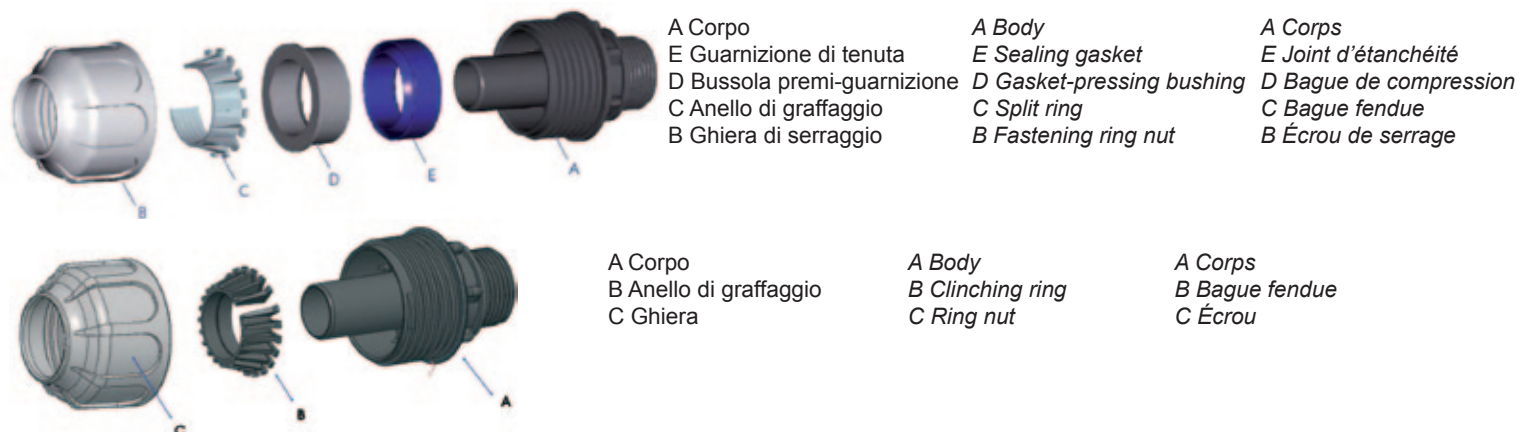 A Corpo
E Guarnizione di tenuta
D Bussola premi-guarnizione
C Anello di graffaggio
B Ghiera di serraggio
A Body
E Sealing gasket
D Gasket-pressing bushing
C Split ring
B Fastening ring nut
A Corps
E Joint d'étanchéité
D Bague de compression
C Bague fendue
B Écrou de serrage
B
C
D
E
A
A Corpo
B Anello di graffaggio
C Ghiera
A Body
B Clinching ring
C Ring nut
A Corps
B Bague fendue
C Écrou
C
B
A